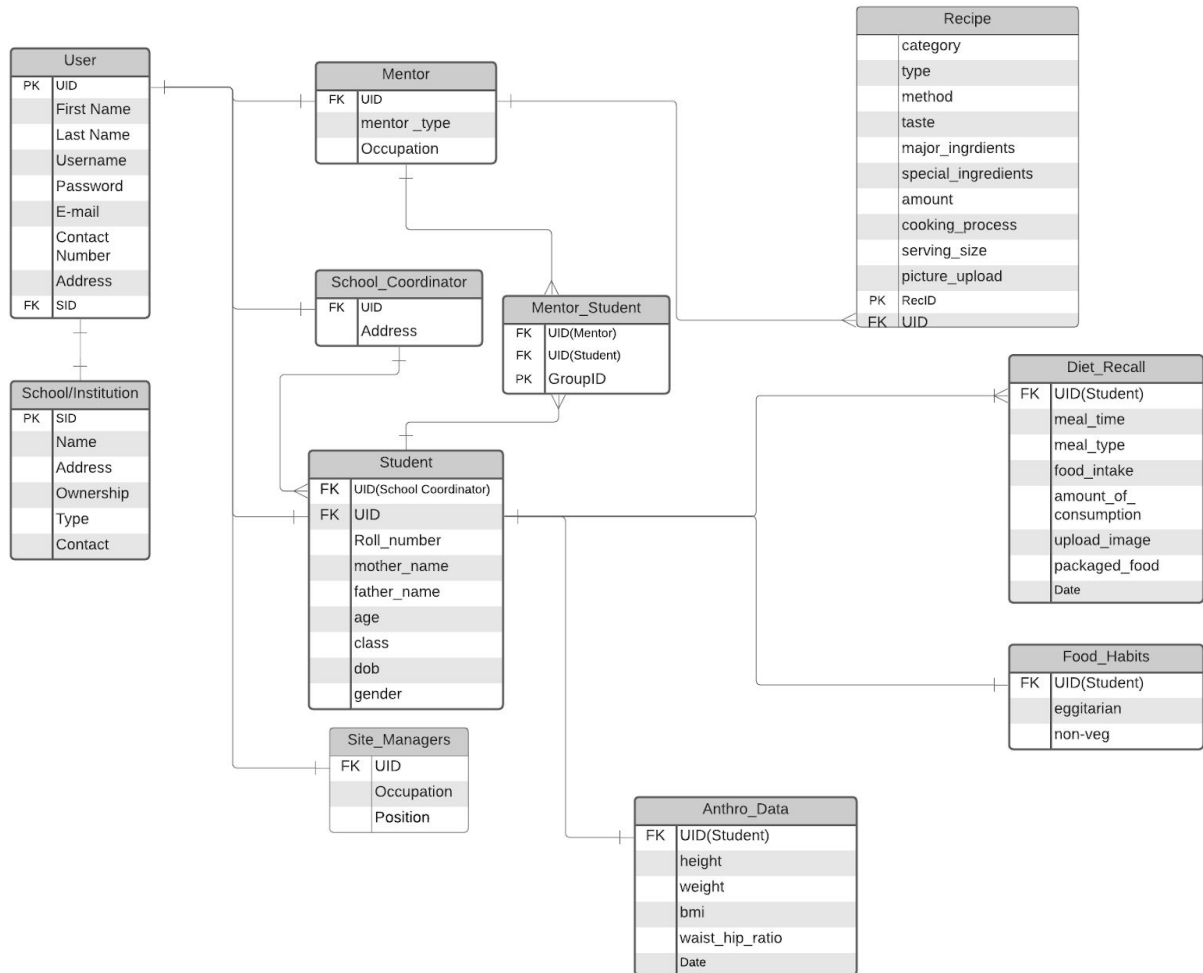 User
PK UID
First Name
Last Name
Username
Password
E-mail
Contact
Number
Address
FK SID
School/Institution
PK SID
Name
Address
Ownership
Type
Contact
Mentor
FK UID
mentor _type
Occupation
School_Coordinator
FK UID
Address
Mentor_Student
FK UID(Mentor)
FK UID(Student)
PK GroupID
Student
FK UID(School Coordinator)
FK UID
Roll_number
mother_name
father_name
age
class
dob
gender
Site_Managers
FK UID
Occupation
Position
Recipe
category
type
method
taste
major_ingrdients
special_ingredients
amount
cooking_process
serving_size
picture_upload
PK RecID
FK UID
Diet_Recall
FK UID(Student)
meal_time
meal_type
food_intake
amount_of_
consumption
upload_image
packaged_food
Date
Food_Habits
FK UID(Student)
eggitarian
non-veg
Anthro_Data
FK UID(Student)
height
weight
bmi
waist_hip_ratio
Date